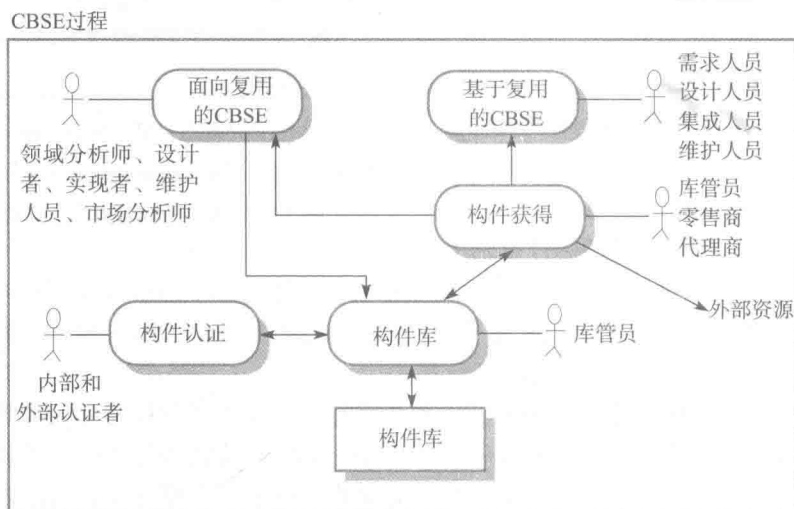 CBSE过程
面向复用
的CBSE
基于复用
的CBSE
需求人员
设计人员
集成人员
维护人员
领域分析师、设计
者、实现者、维护
人员、市场分析师
构件获得
库管员
零售商
代理商
外部资源
构件认证
构件库
库管员
内部和
外部认证者
构件库